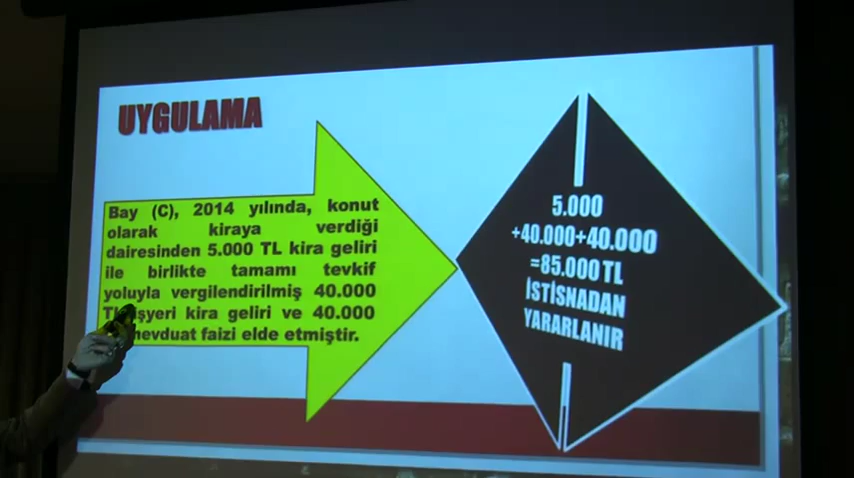 UYGULAMA
Bay (C), 2014 yılında, konut
olarak kiraya verdiği
dairesinden 5.000 TL kira geliri
ile birlikte tamamı tevkif
yoluyla vergilendirilmiş 40.000
işyeri kira geliri ve 40.000
mevduat faizi elde etmiştir.
5.000
+40.000+40.000
=85.000 TL
İSTİSNADAN
YARARLANIR